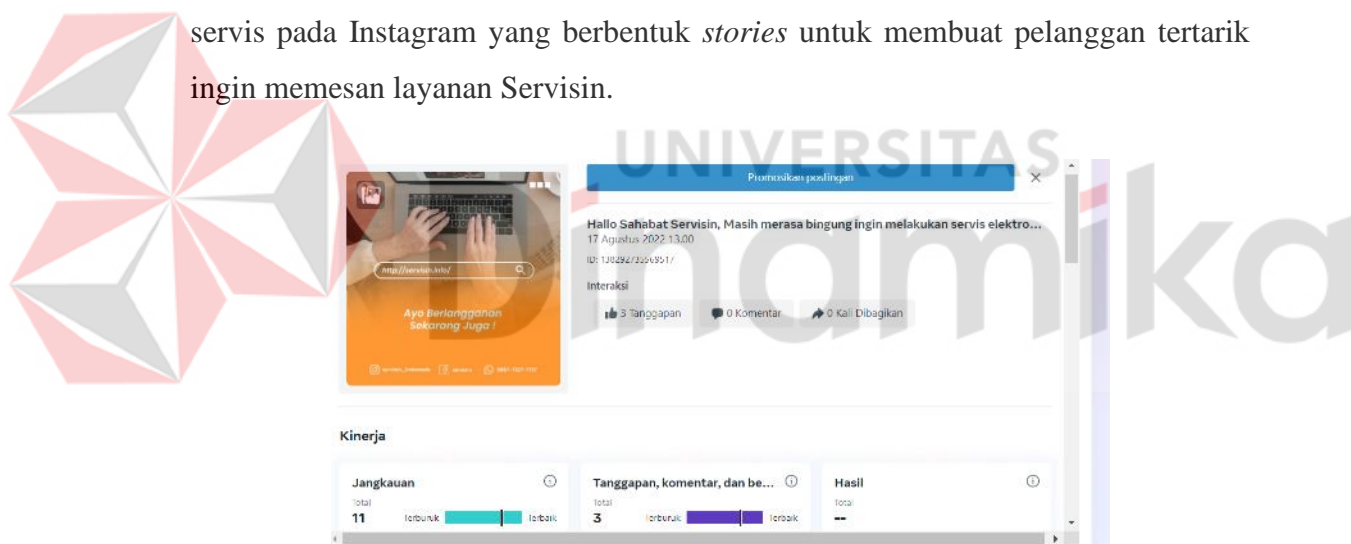 servis pada Instagram yang berbentuk stories untuk membuat pelanggan tertarik
ingin memesan layanan Servisin.
UNIVERSITAS
Dinamika
Promosikan postingan
Hallo Sahabat Servisin, Masih merasa bingung ingin melakukan servis elektro...
17 Agustus 2022 13.00
Interaksi
3 Tanggapan 0 Komentar 0 Kali Dibagikan
http://servisin.info/
Ayo Berlangganan
Sekarang Juga !
Kinerja
Jangkauan Tanggapan, komentar, dan be... Hasil
Total Total Total
11 Terburuk Terbaik 3 Terburuk Terbaik --